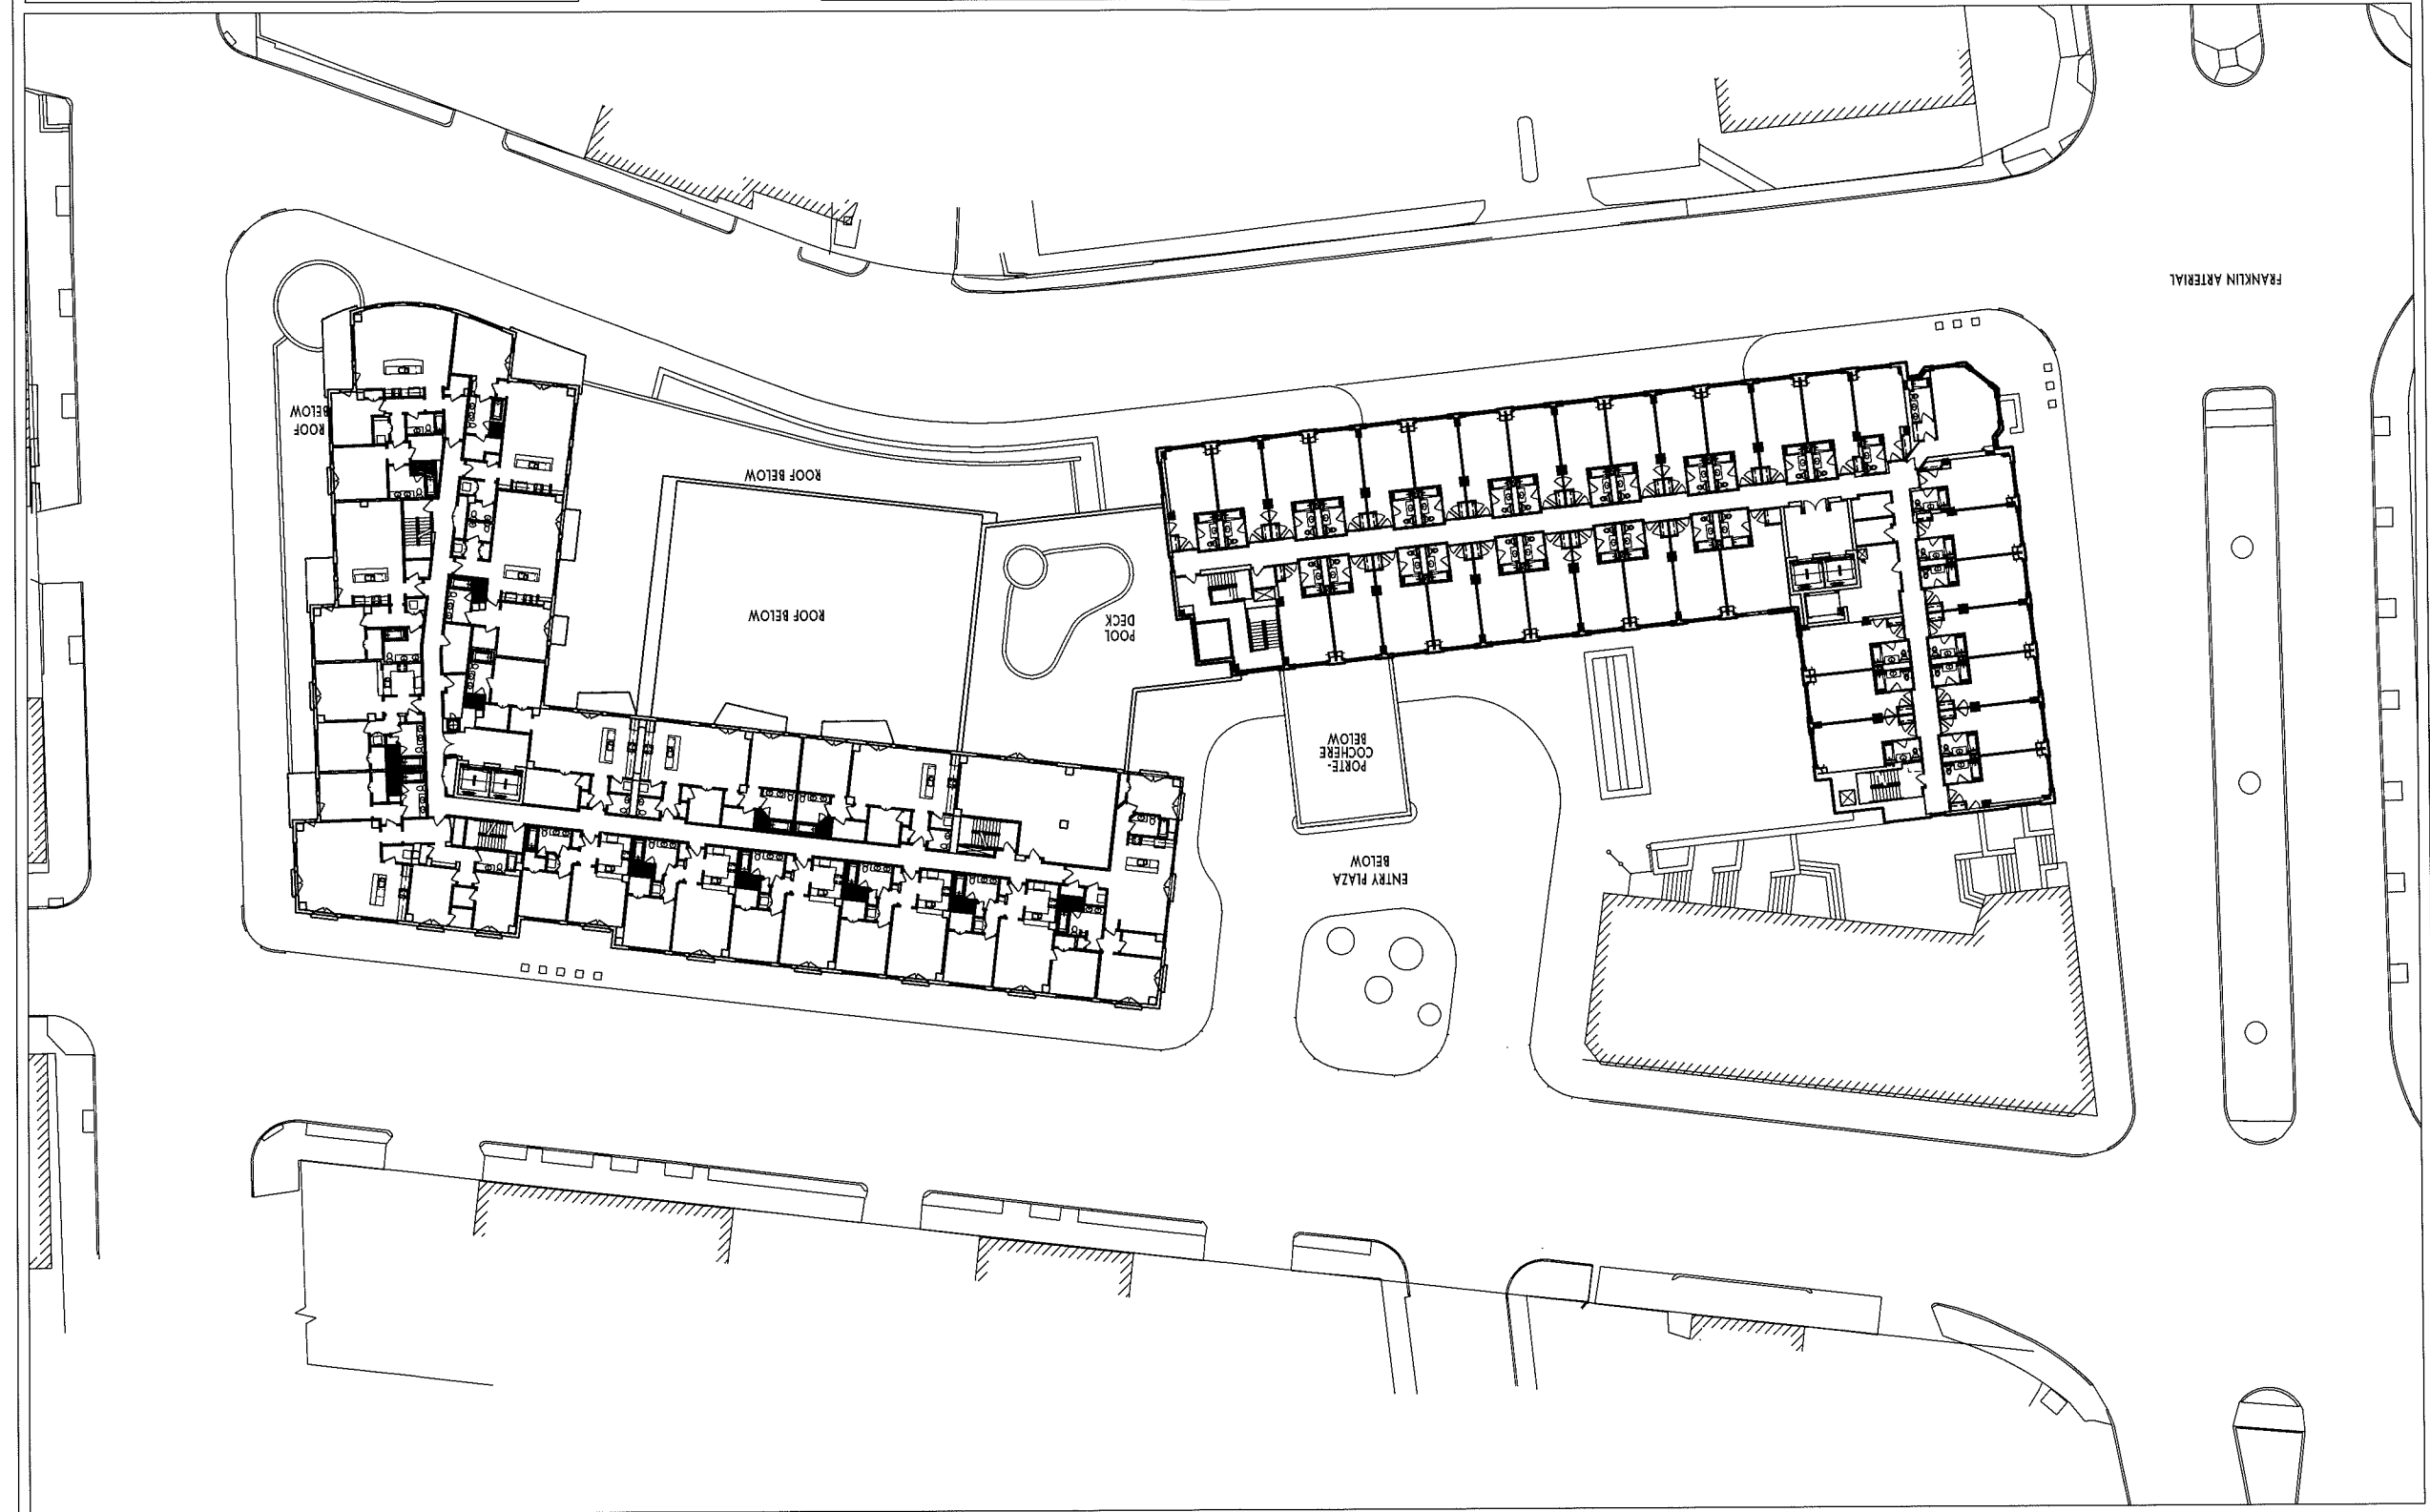 FRANKLIN ARTERIAL
ROOF
BELOW
ROOF BELOW
ROOF BELOW
POOL
DECK
PORTE-
COCHERE
BELOW
ENTRY PLAZA
BELOW